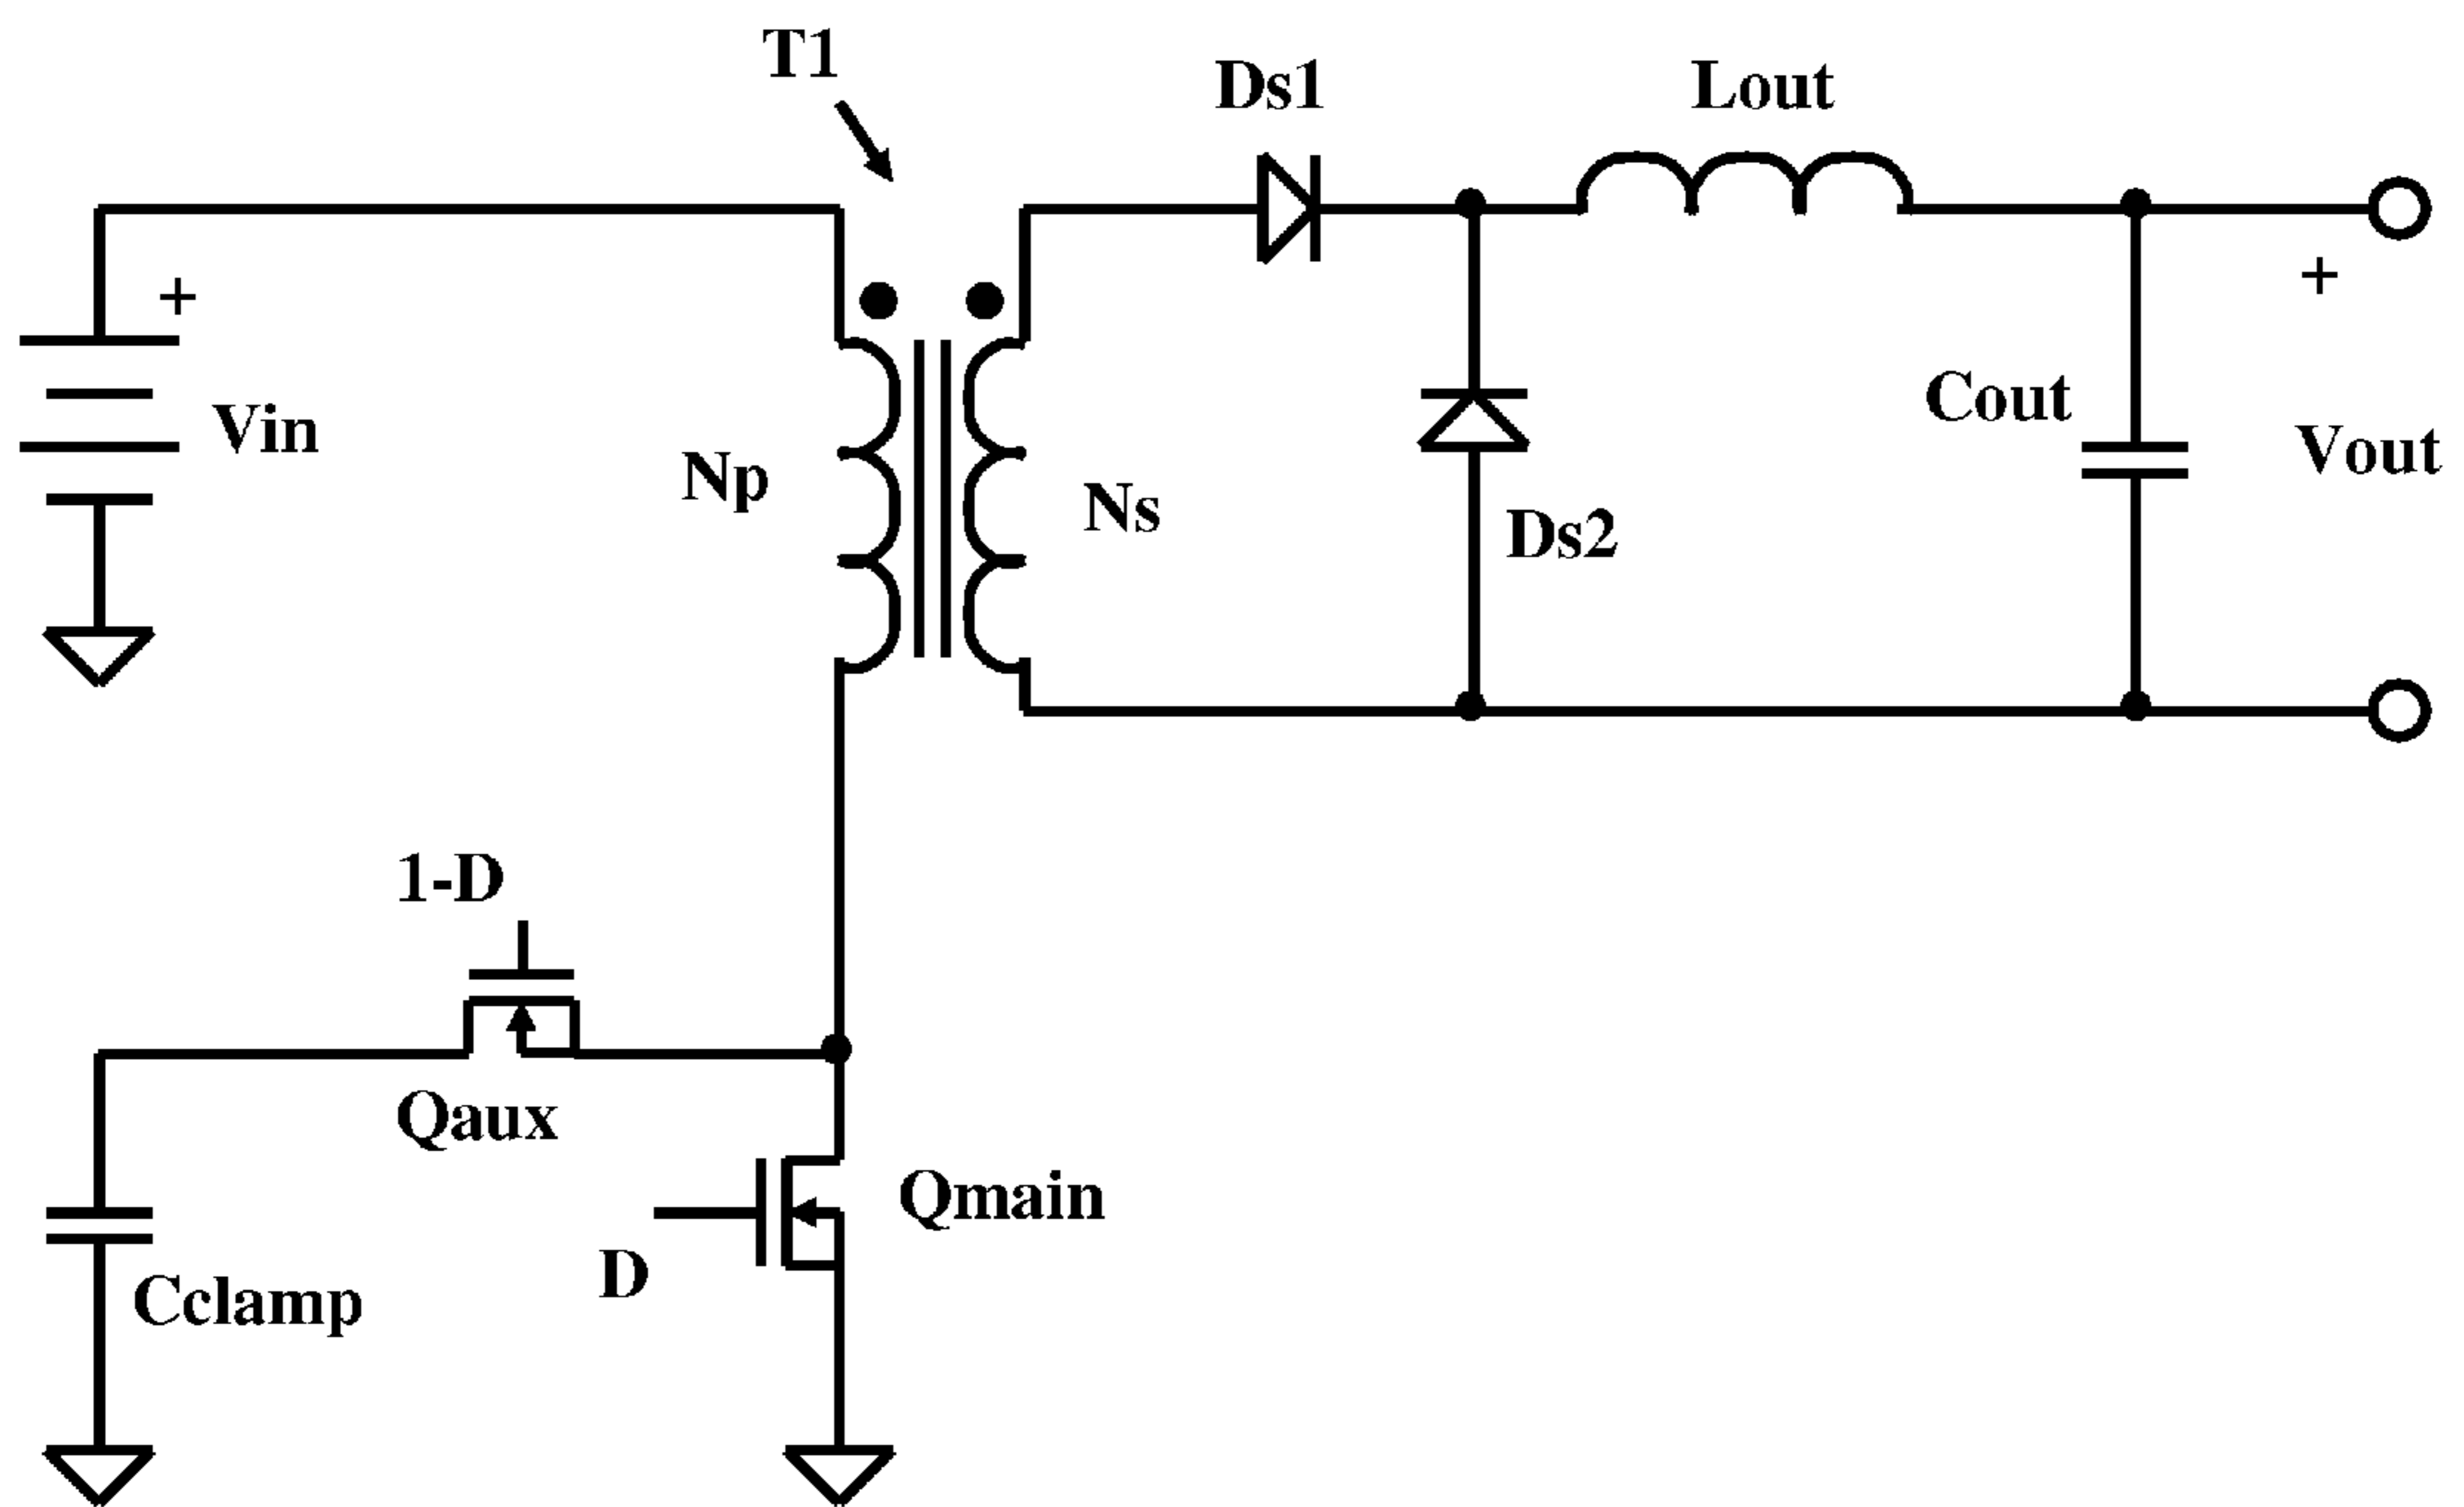 T1
Ds1
Lout
+
Vin
Np
Ns
Ds2
Cout
+
Vout
1-D
Qaux
Qmain
D
Cclamp